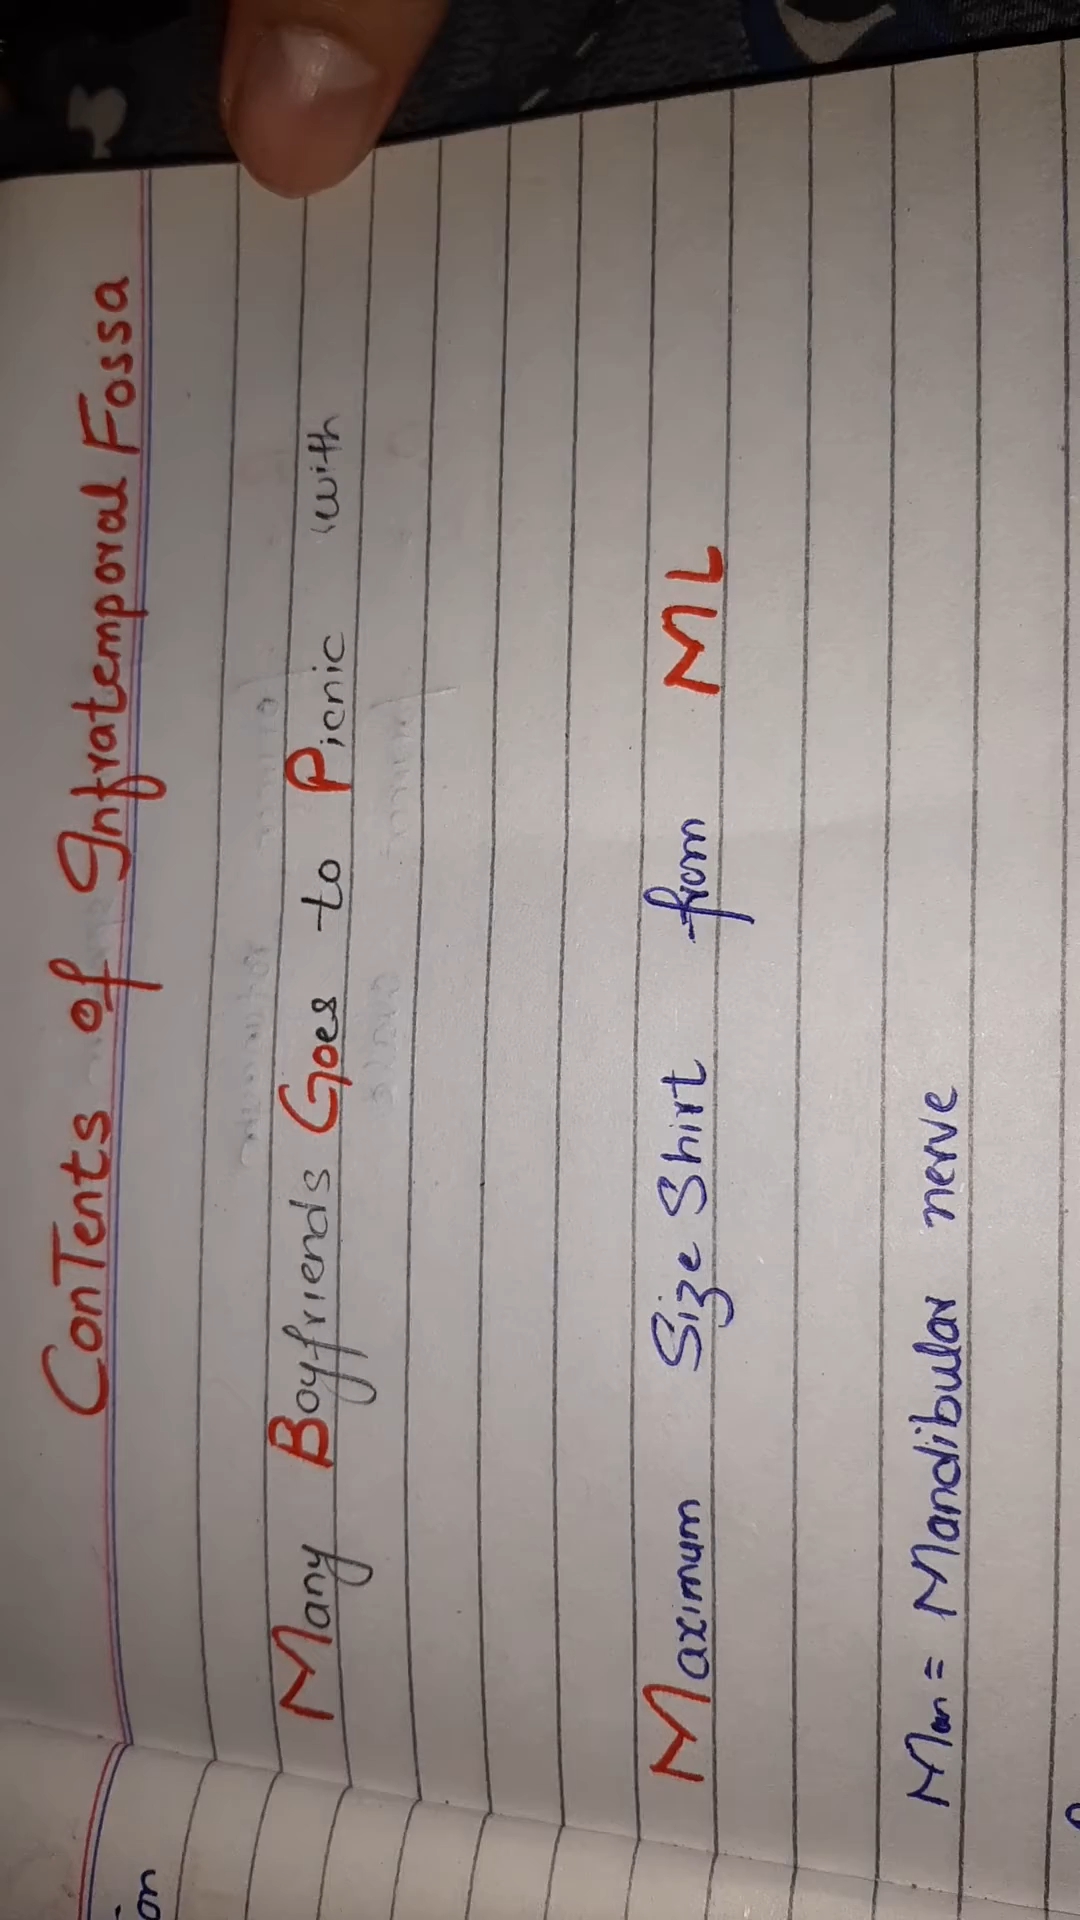 Contents of Infratemporal Fossa
Many Boyfriends Goes to Picnic with
Maximum Size Shirt from ML
Man = Mandibular nerve